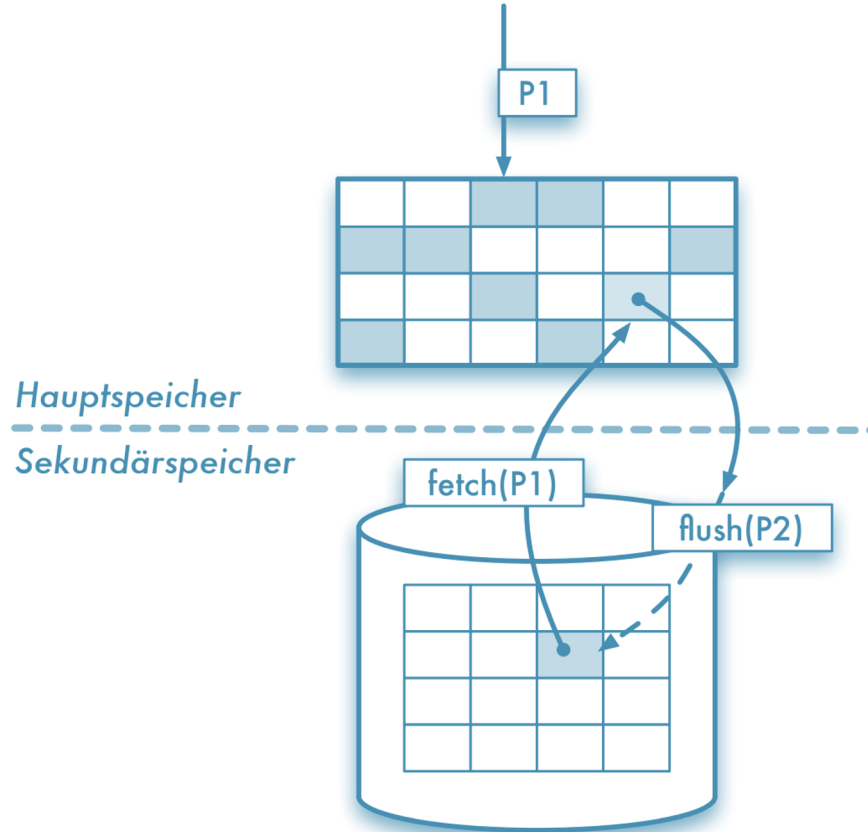 P1
Hauptspeicher
Sekundärspeicher
fetch(P1)
flush(P2)